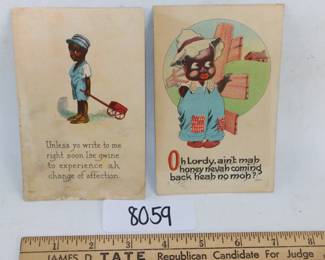 Unless yo write to me
right soon I'se gwine
to experience ah
change of affection.
Oh Lordy, ain't mah
honey nevah coming
back heah no moh?
8059
JAMES D. TATE Republican Candidate For Judge